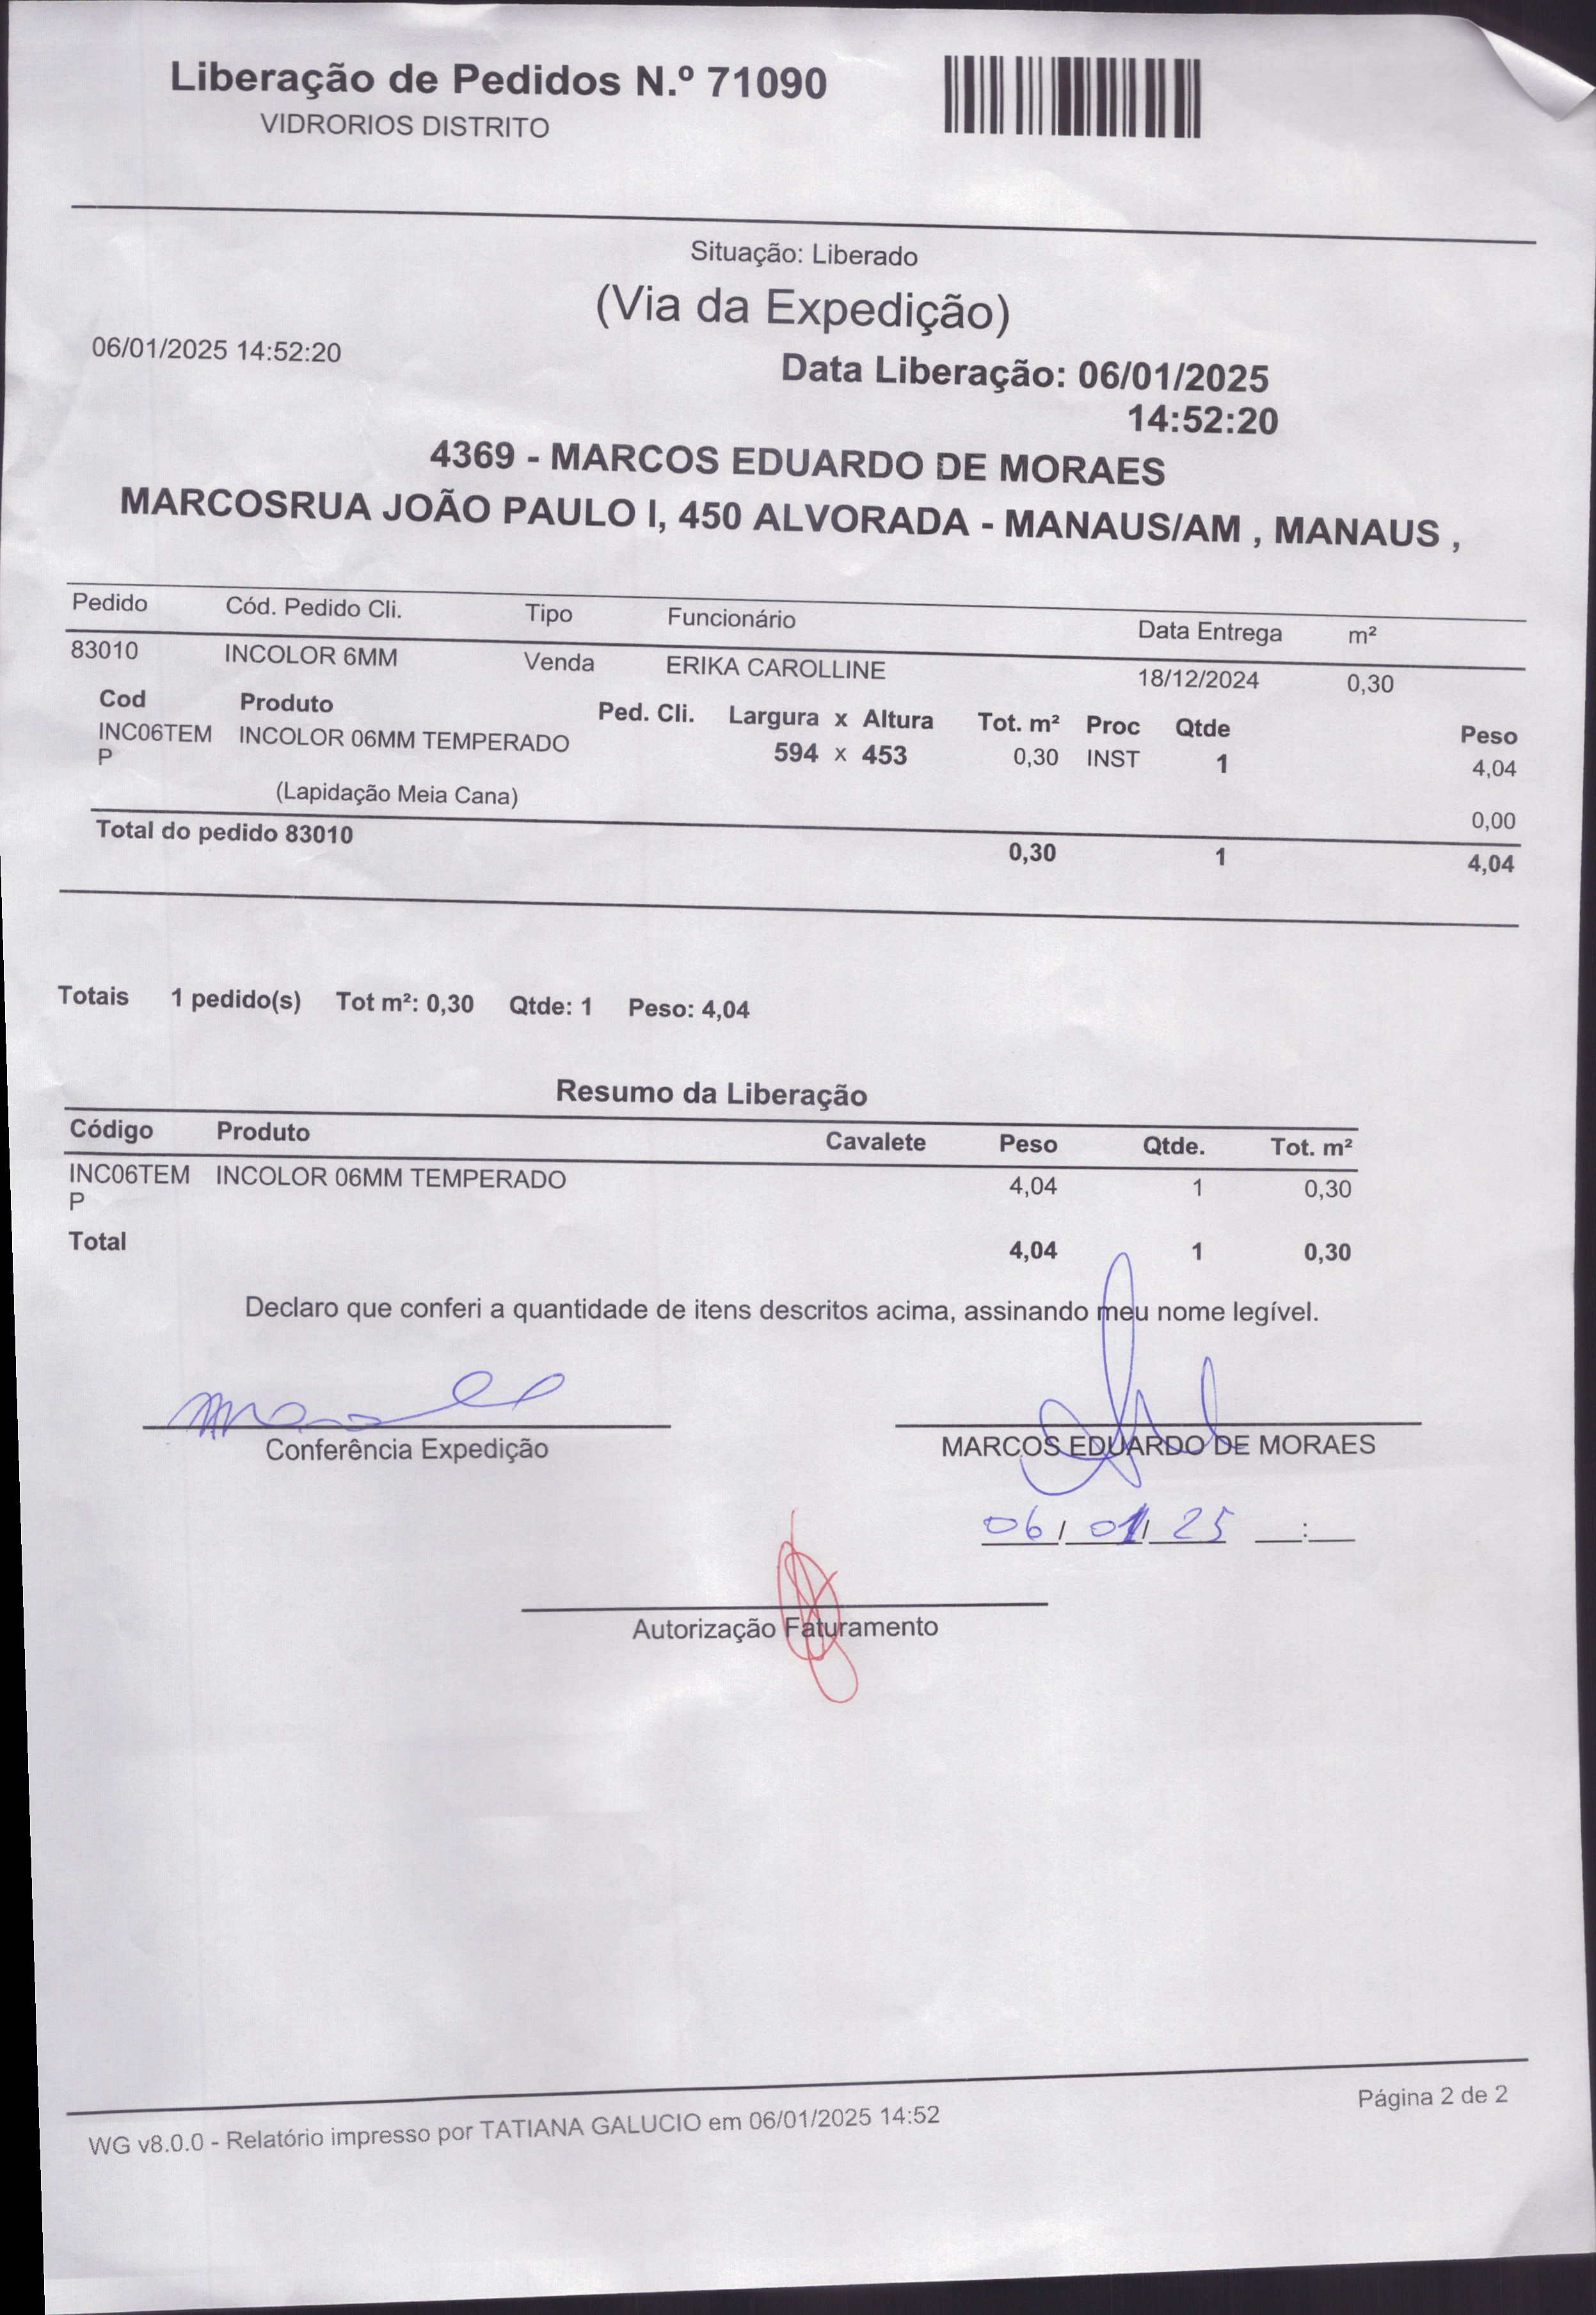 Liberação de Pedidos N.º 71090
VIDRORIOS DISTRITO
Situação: Liberado
(Via da Expedição)
06/01/2025 14:52:20
Data Liberação: 06/01/2025
14:52:20
4369 - MARCOS EDUARDO DE MORAES
MARCOSRUA JOÃO PAULO I, 450 ALVORADA - MANAUS/AM , MANAUS ,
Pedido Cód. Pedido Cli. Tipo Funcionário Data Entrega m²
83010 INCOLOR 6MM Venda ERIKA CAROLLINE 18/12/2024 0,30
Cod Produto Ped. Cli. Largura x Altura Tot. m² Proc Qtde Peso
INC06TEM INCOLOR 06MM TEMPERADO 594 x 453 0,30 INST 1 4,04
P
(Lapidação Meia Cana) 0,00
Total do pedido 83010 0,30 1 4,04
Totais 1 pedido(s) Tot m²: 0,30 Qtde: 1 Peso: 4,04
Resumo da Liberação
Código Produto Cavalete Peso Qtde. Tot. m²
INC06TEM INCOLOR 06MM TEMPERADO 4,04 1 0,30
P
Total 4,04 1 0,30
Declaro que conferi a quantidade de itens descritos acima, assinando meu nome legível.
Conferência Expedição MARCOS EDUARDO DE MORAES
06/01/25 __:__
Autorização Faturamento
WG v8.0.0 - Relatório impresso por TATIANA GALUCIO em 06/01/2025 14:52 Página 2 de 2